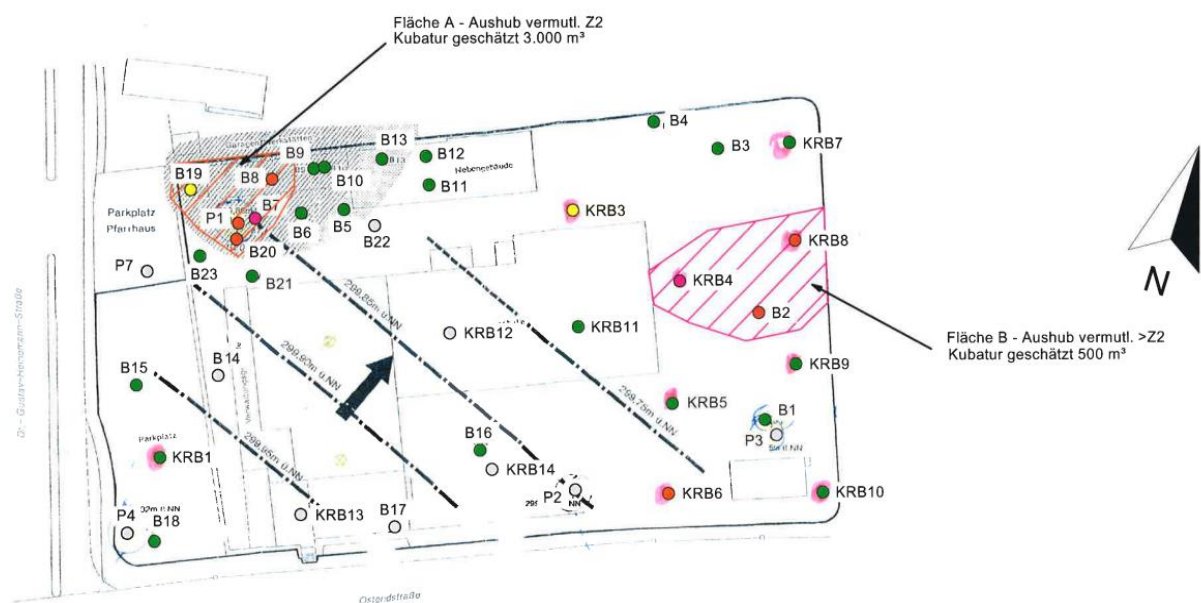 Fläche A - Aushub vermutl. Z2
Kubatur geschätzt 3.000 m³
B4
B13
B3
KRB7
B9
B12
B13
Nebengebäude
B19
B8
B10
B11
Parkplatz
Pfarrhaus
P1
B7
B6
B5
B22
KRB3
KRB8
P7
B23
B20
B21
KRB4
N
299,85m ü.NN
B2
KRB12
KRB11
Fläche B - Aushub vermutl. >Z2
Kubatur geschätzt 500 m³
299,90m ü.NN
B14
B15
KRB9
299,75m ü.NN
KRB5
B1
P3
Parkplatz
KRB1
B16
KRB14
299,95m ü.NN
P2
KRB6
KRB10
P4
B18
KRB13
B17
Dr.- Gustav-Heinemann-Straße
Ostendstraße